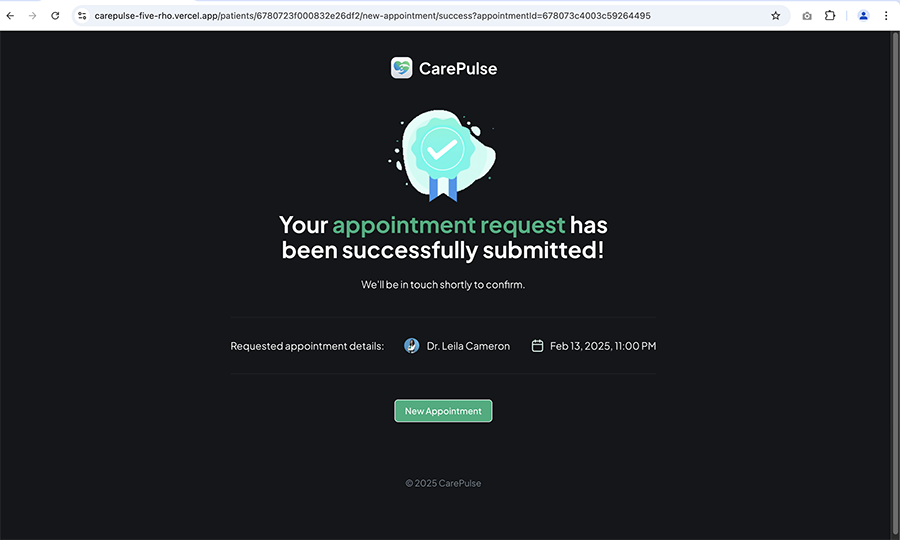 carepulse-five-rho.vercel.app/patients/6780723f000832e26df2/new-appointment/success?appointmentId=678073c4003c59264495
CarePulse
Your appointment request has
been successfully submitted!
We'll be in touch shortly to confirm.
Requested appointment details: Dr. Leila Cameron Feb 13, 2025, 11:00 PM
New Appointment
© 2025 CarePulse